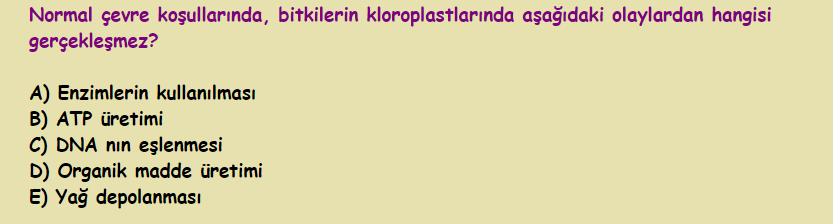 Normal çevre koşullarında, bitkilerin kloroplastlarında aşağıdaki olaylardan hangisi
gerçekleşmez?
A) Enzimlerin kullanılması
B) ATP üretimi
C) DNA nın eşlenmesi
D) Organik madde üretimi
E) Yağ depolanması